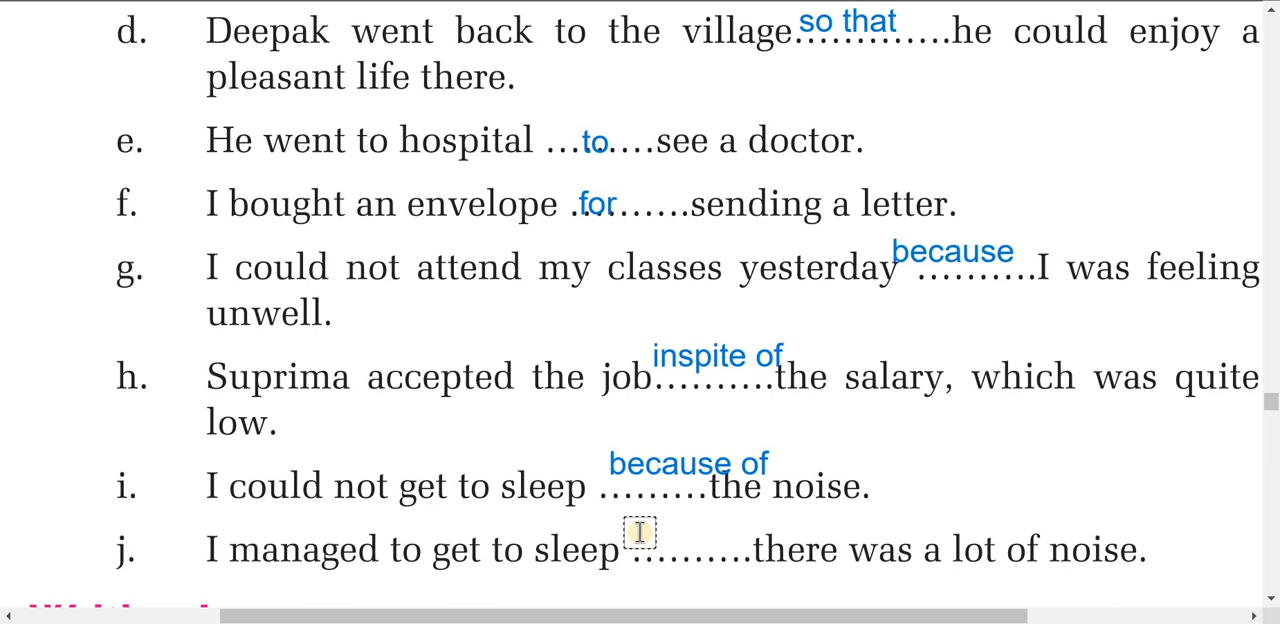 d. Deepak went back to the village.so that.........he could enjoy a
pleasant life there.
e. He went to hospital ...to.....see a doctor.
f. I bought an envelope .for.......sending a letter.
g. I could not attend my classes yesterday because ..........I was feeling
unwell.
h. Suprima accepted the job inspite of..........the salary, which was quite
low.
i. I could not get to sleep because of .........the noise.
j. I managed to get to sleep ..........there was a lot of noise.